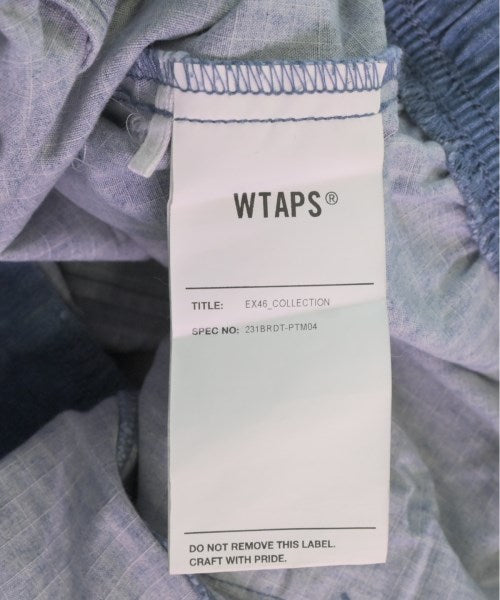 WTAPS®
TITLE: EX46_COLLECTION
SPEC NO: 231BRDT-PTM04
DO NOT REMOVE THIS LABEL.
CRAFT WITH PRIDE.